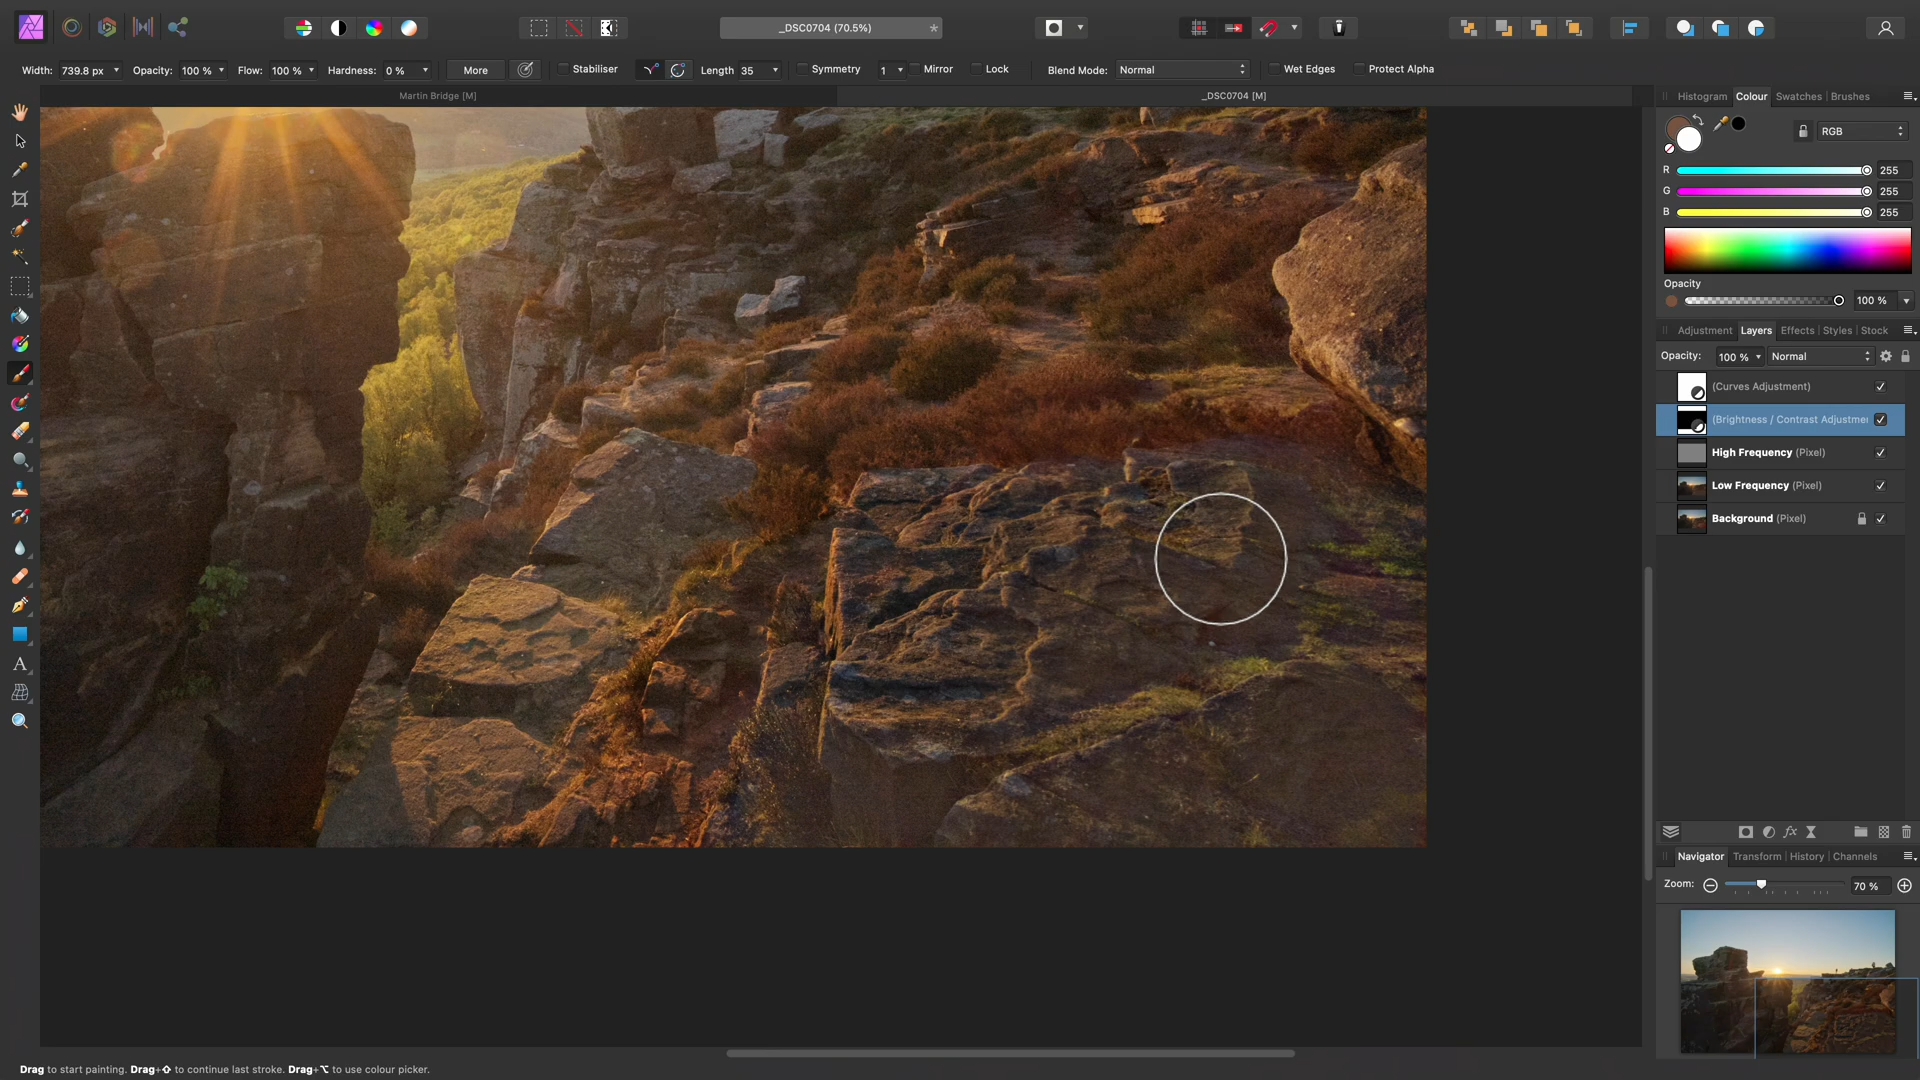 _DSC0704 (70.5%)
Width: 739.8 px Opacity: 100 % Flow: 100 % Hardness: 0 % More Stabiliser Length 35 Symmetry 1 Mirror Lock Blend Mode: Normal Wet Edges Protect Alpha
Martin Bridge [M] _DSC0704 [M]
Histogram Colour Swatches Brushes
RGB
R 255
G 255
B 255
Opacity
100 %
Adjustment Layers Effects Styles Stock
Opacity: 100 % Normal
(Curves Adjustment)
(Brightness / Contrast Adjustme
High Frequency (Pixel)
Low Frequency (Pixel)
Background (Pixel)
fx
Navigator Transform History Channels
Zoom: 70 %
A
Drag to start painting. Drag+⇧ to continue last stroke. Drag+⌥ to use colour picker.